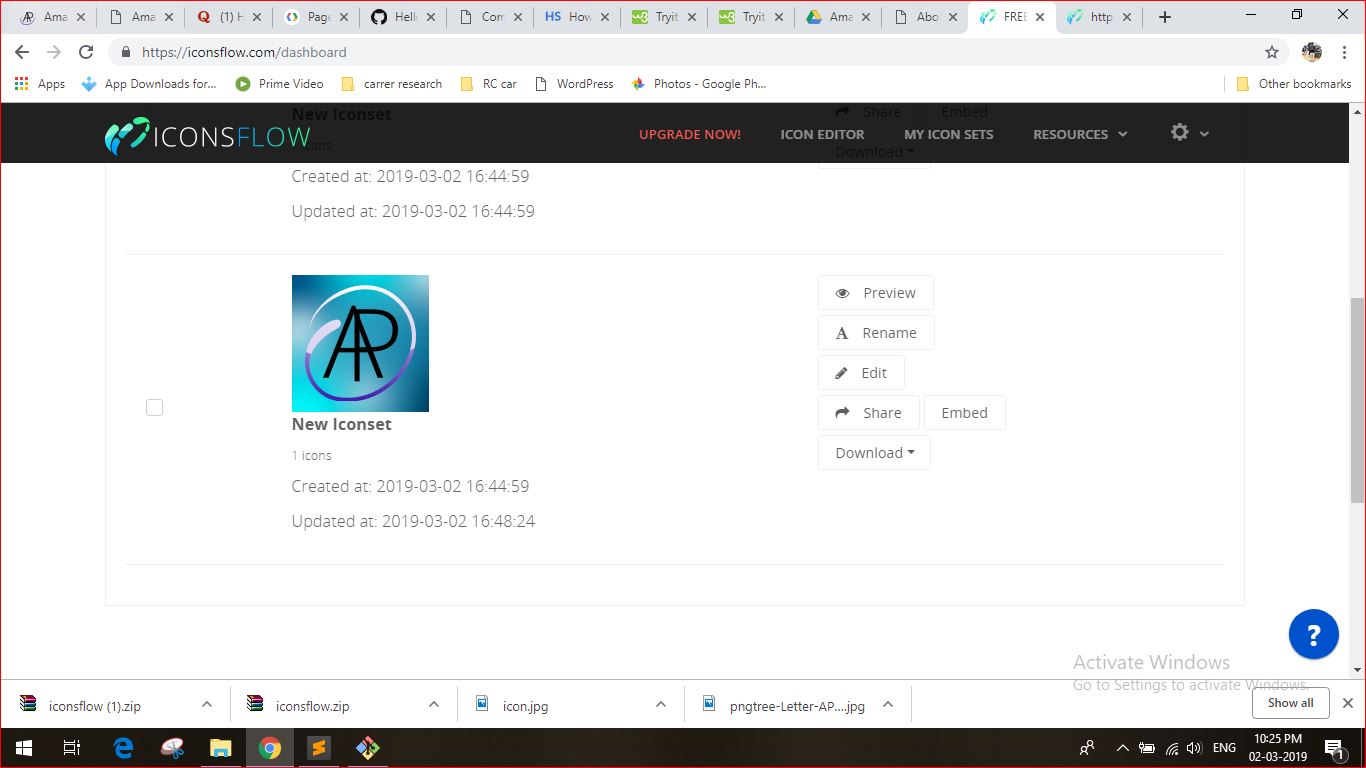 Ama
Ama
(1) H
Page
Hell
Com
HS How
Tryit
Tryit
Ama
Abo
FREE
http
https://iconsflow.com/dashboard
Apps
App Downloads for...
Prime Video
carrer research
RC car
WordPress
Photos - Google Ph...
Other bookmarks
New Iconset
Share
Embed
ICONSFLOW
UPGRADE NOW!
ICON EDITOR
MY ICON SETS
RESOURCES
Download
Created at: 2019-03-02 16:44:59
Updated at: 2019-03-02 16:44:59
AP
Preview
Rename
Edit
Share
Embed
Download
New Iconset
1 icons
Created at: 2019-03-02 16:44:59
Updated at: 2019-03-02 16:48:24
?
Activate Windows
Go to Settings to activate Windows.
iconsflow (1).zip
iconsflow.zip
icon.jpg
pngtree-Letter-AP....jpg
Show all
ENG
10:25 PM
02-03-2019
1